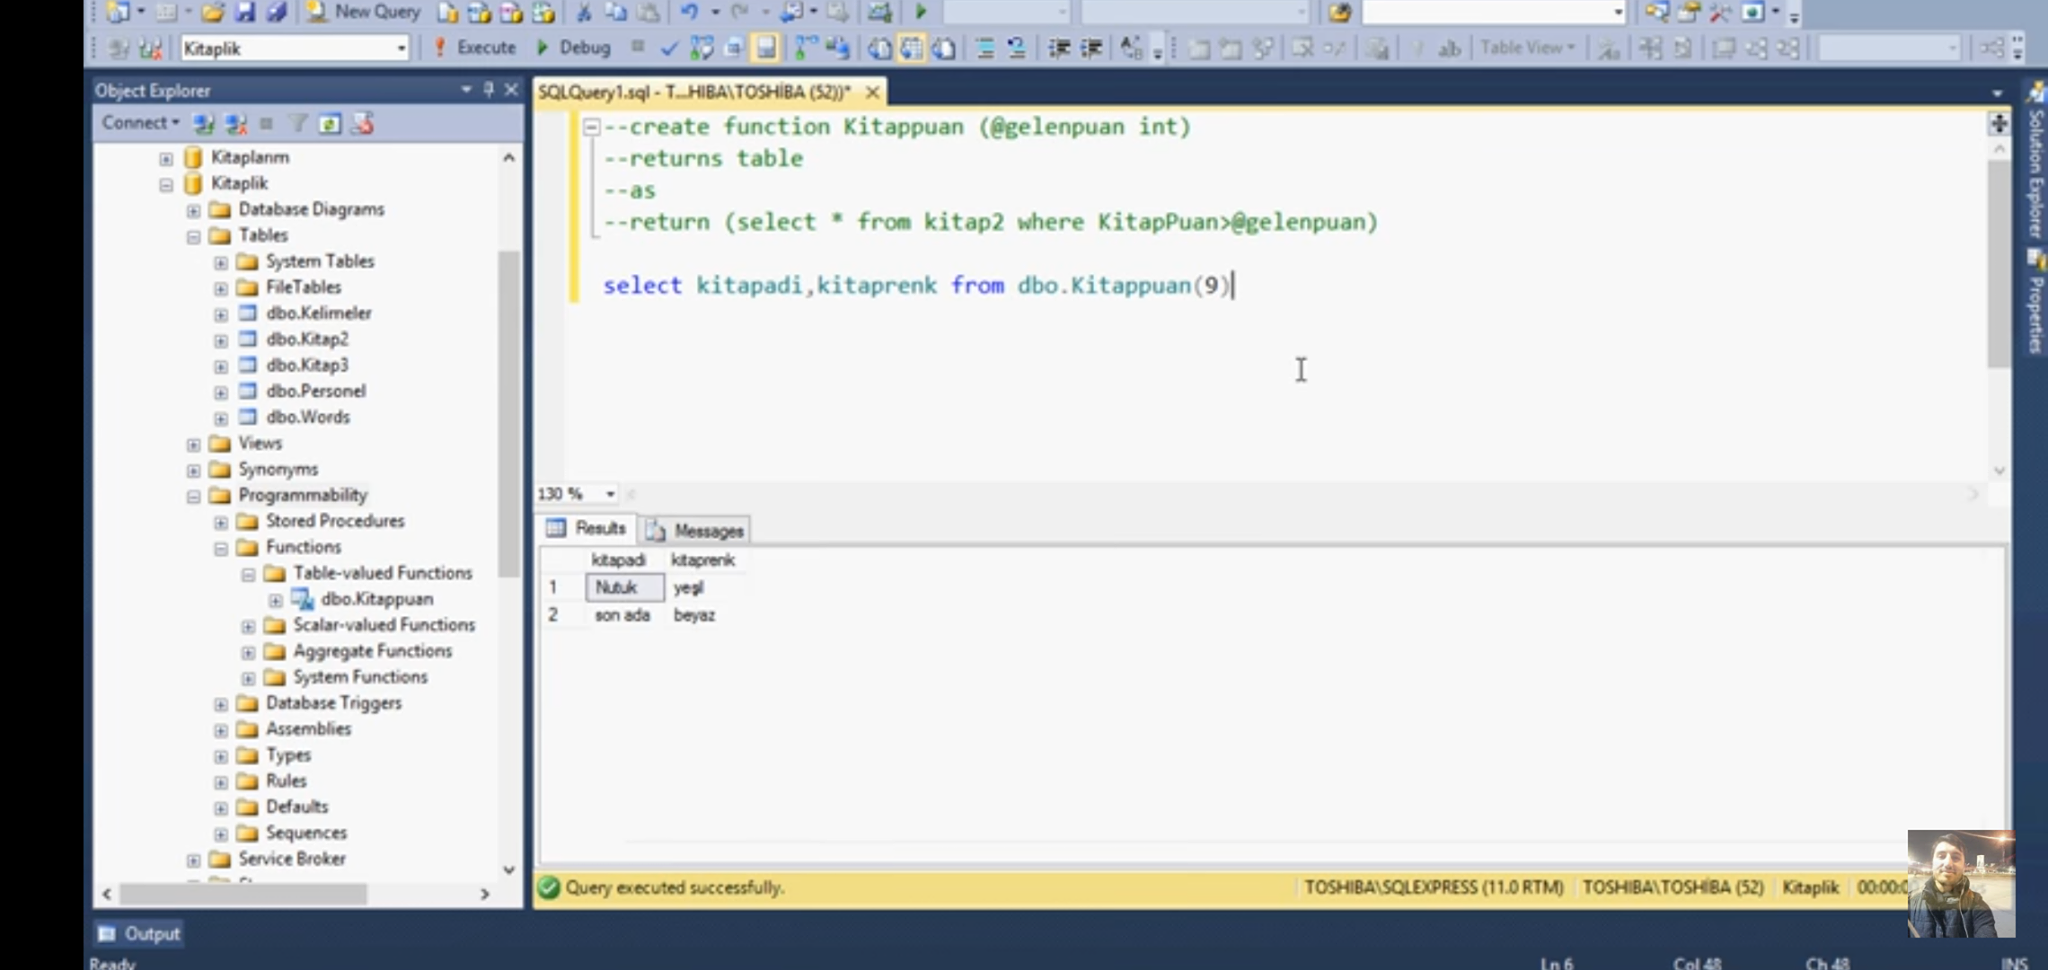 New Query
Kitaplik
Execute
Debug
Table View
Object Explorer
Connect
Kitaplanm
Kitaplik
Database Diagrams
Tables
System Tables
FileTables
dbo.Kelimeler
dbo.Kitap2
dbo.Kitap3
dbo.Personel
dbo.Words
Views
Synonyms
Programmability
Stored Procedures
Functions
Table-valued Functions
dbo.Kitappuan
Scalar-valued Functions
Aggregate Functions
System Functions
Database Triggers
Assemblies
Types
Rules
Defaults
Sequences
Service Broker
SQLQuery1.sql - T...HIBA\TOSHİBA (52))*
--create function Kitappuan (@gelenpuan int)
--returns table
--as
--return (select * from kitap2 where KitapPuan>@gelenpuan)
select kitapadi,kitaprenk from dbo.Kitappuan(9)
130 %
Results
Messages
kitapadi kitaprenk
1 Nutuk yeşil
2 son ada beyaz
Query executed successfully.
TOSHIBA\SQLEXPRESS (11.0 RTM)
TOSHIBA\TOSHİBA (52)
Kitaplik
Solution Explorer
Properties
Output
Ready
Ln 6
Col 48
Ch 48
INS